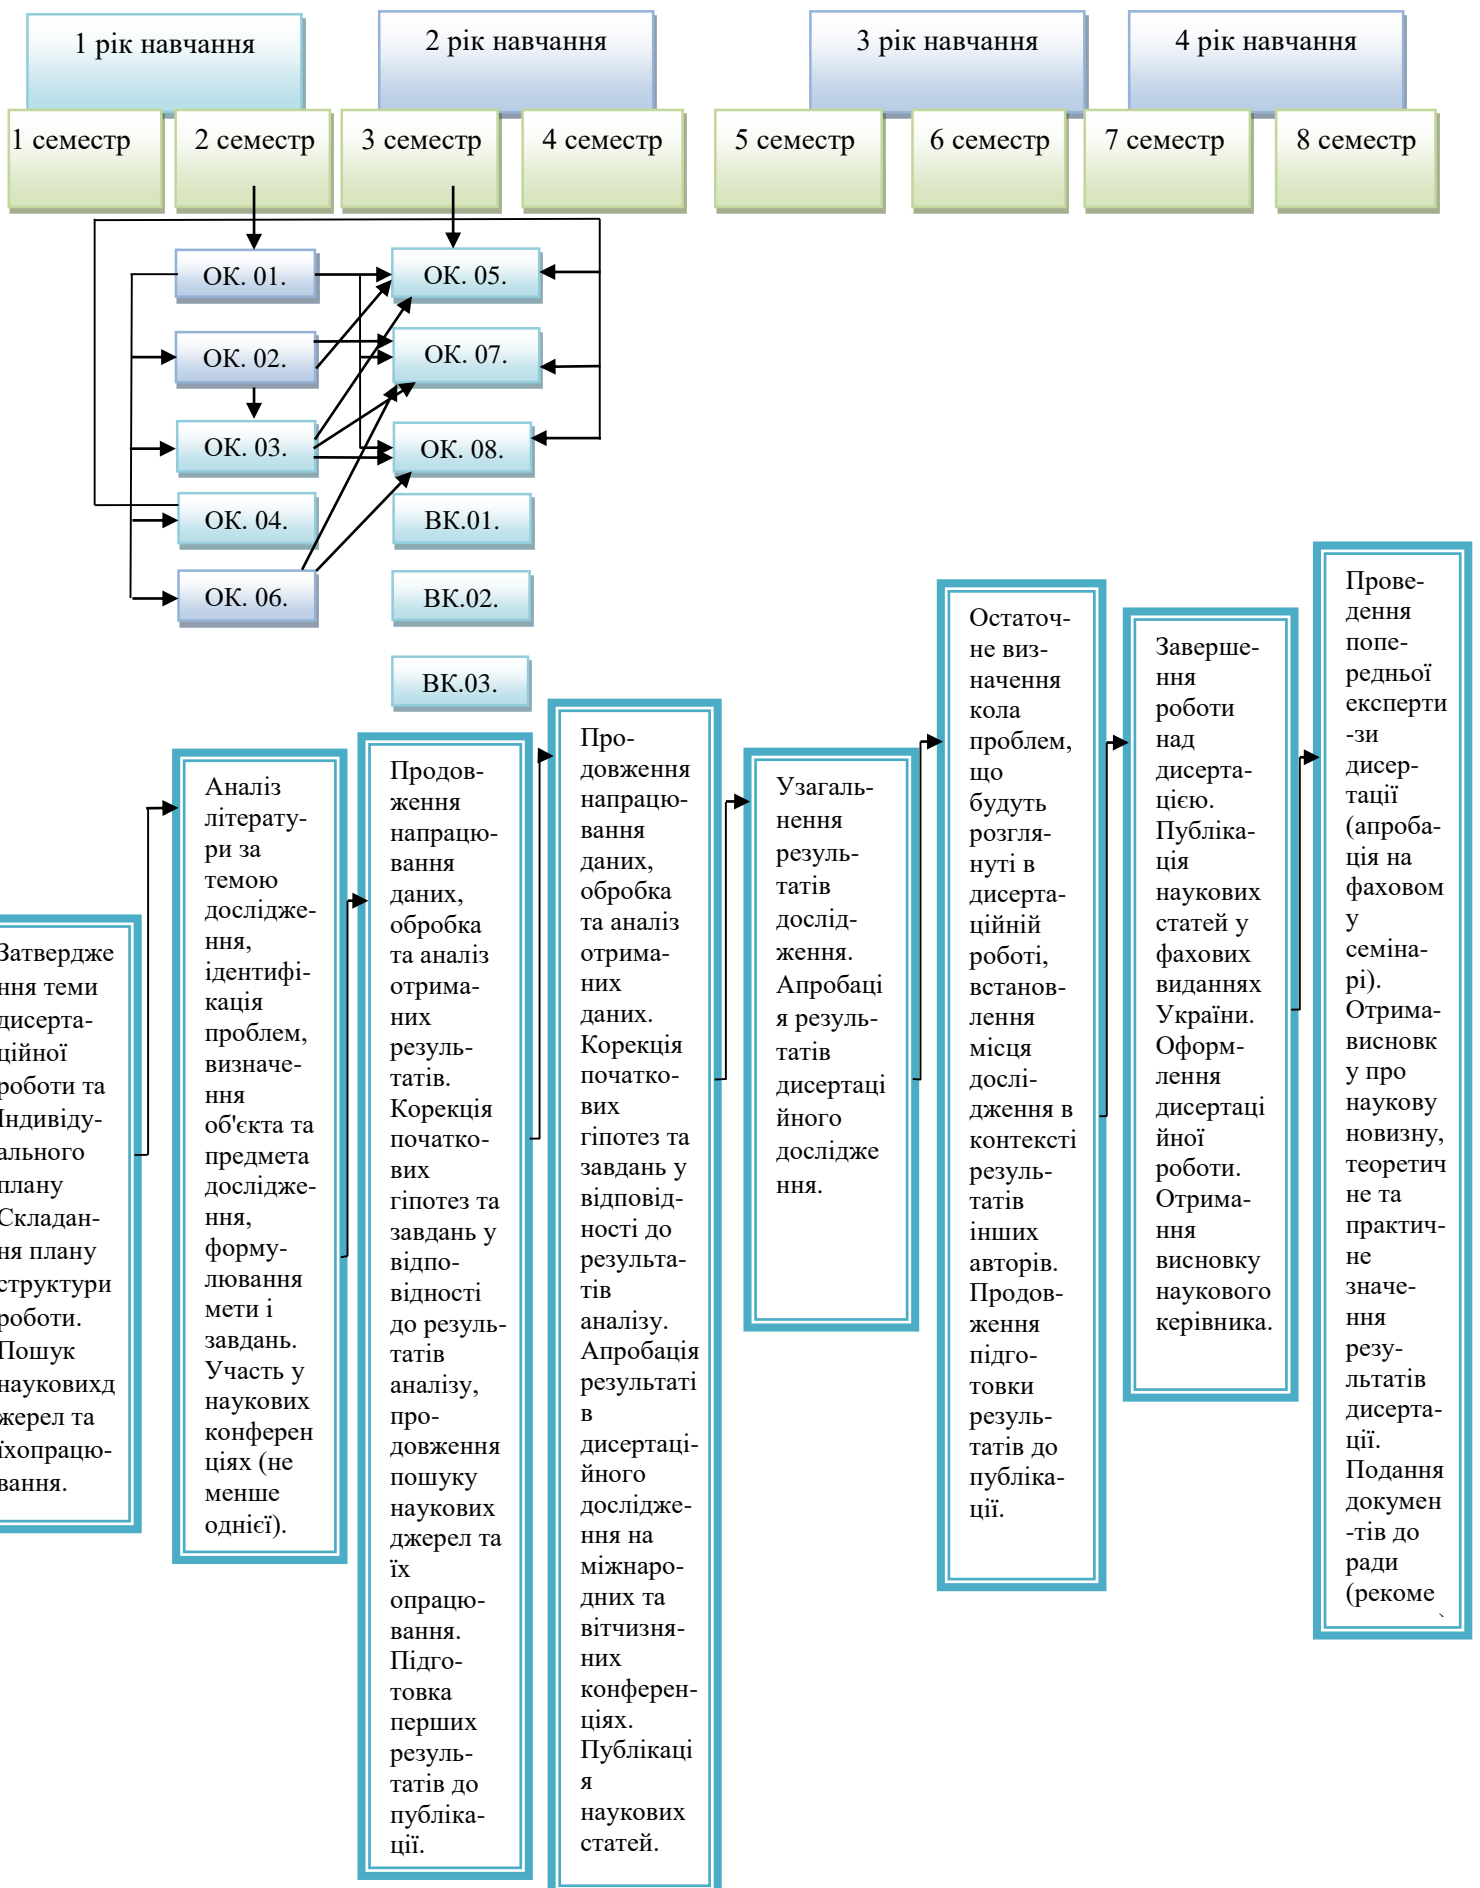 1 рік навчання
2 рік навчання
3 рік навчання
4 рік навчання
1 семестр
2 семестр
3 семестр
4 семестр
5 семестр
6 семестр
7 семестр
8 семестр
ОК. 01.
ОК. 05.
ОК. 02.
ОК. 07.
ОК. 03.
ОК. 08.
ОК. 04.
ВК.01.
ОК. 06.
ВК.02.
ВК.03.
Затвердже
ння теми
дисерта-
ційної
роботи та
Індивіду-
ального
плану
Складан-
ня плану
структури
роботи.
Пошук
науковихд
жерел та
їхопрацю-
вання.
Аналіз
літерату-
ри за
темою
дослідже-
ння,
ідентифі-
кація
проблем,
визначе-
ння
об'єкта та
предмета
дослідже-
ння,
форму-
лювання
мети і
завдань.
Участь у
наукових
конферен
ціях (не
менше
однієї).
Продов-
ження
напрацю-
вання
даних,
обробка
та аналіз
отрима-
них
резуль-
татів.
Корекція
початко-
вих
гіпотез та
завдань у
відпо-
відності
до резуль-
татів
аналізу,
про-
довження
пошуку
наукових
джерел та
їх
опрацю-
вання.
Підго-
товка
перших
резуль-
татів до
публіка-
ції.
Про-
довження
напрацю-
вання
даних,
обробка
та аналіз
отрима-
них
даних.
Корекція
початко-
вих
гіпотез та
завдань у
відповід-
ності до
результа-
тів
аналізу.
Апробація
результаті
в
дисертаці-
йного
дослідже-
ння на
міжнаро-
дних та
вітчизня-
них
конферен-
ціях.
Публікаці
я
наукових
статей.
Узагаль-
нення
резуль-
татів
дослід-
ження.
Апробаці
я резуль-
татів
дисертаці
йного
дослідже
ння.
Остаточ-
не виз-
начення
кола
проблем,
що
будуть
розгля-
нуті в
дисерта-
ційній
роботі,
встанов-
лення
місця
дослі-
дження в
контексті
резуль-
татів
інших
авторів.
Продов-
ження
підго-
товки
резуль-
татів до
публіка-
ції.
Заверше-
ння
роботи
над
дисерта-
цією.
Публіка-
ція
наукових
статей у
фахових
виданнях
України.
Оформ-
лення
дисертаці
йної
роботи.
Отрима-
ння
висновку
наукового
керівника.
Прове-
дення
попе-
редньої
експерти
-зи
дисер-
тації
(апроба-
ція на
фаховом
у
семіна-
рі).
Отрима-
висновк
у про
наукову
новизну,
теоретич
не та
практич-
не
значе-
ння
резу-
льтатів
дисерта-
ції.
Подання
докумен
-тів до
ради
(рекоме